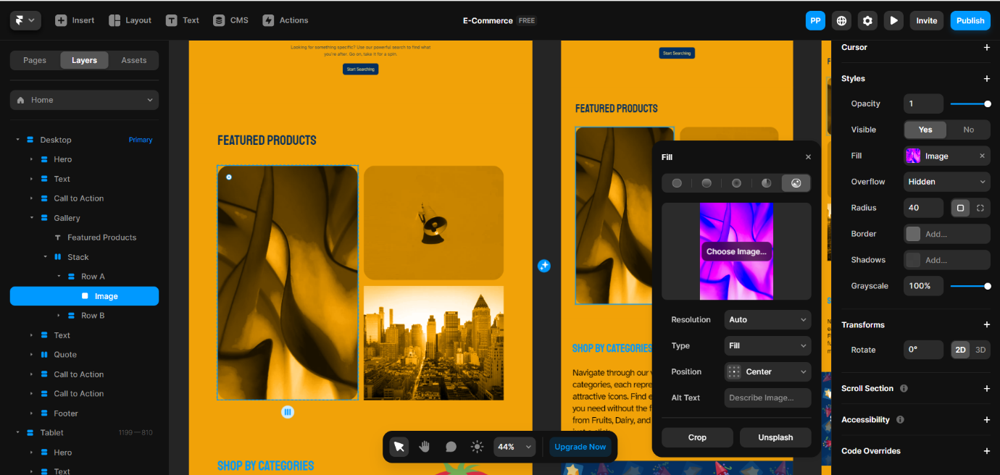 Insert
Layout
Text
CMS
Actions
E-Commerce FREE
PP
Invite
Publish
Pages
Layers
Assets
Home
Desktop
Primary
Hero
Text
Call to Action
Gallery
Featured Products
Stack
Row A
Image
Row B
Text
Quote
Call to Action
Call to Action
Footer
Tablet
1199—810
Hero
Text
Looking for something specific? Use our powerful search to find what
you're after. Go on, take it for a spin.
Start Searching
FEATURED PRODUCTS
SHOP BY CATEGORIES
Start Searching
FEATURED PRODUCTS
SHOP BY CATEGORIES
Navigate through our
categories, each repre
attractive icons. Find e
you need without the f
from Fruits, Dairy, and
44%
Upgrade Now
Fill
Choose Image...
Resolution
Auto
Type
Fill
Position
Center
Alt Text
Describe Image...
Crop
Unsplash
Cursor
Styles
Opacity
1
Visible
Yes
No
Fill
Image
Overflow
Hidden
Radius
40
Border
Add...
Shadows
Add...
Grayscale
100%
Transforms
Rotate
0°
2D
3D
Scroll Section
Accessibility
Code Overrides